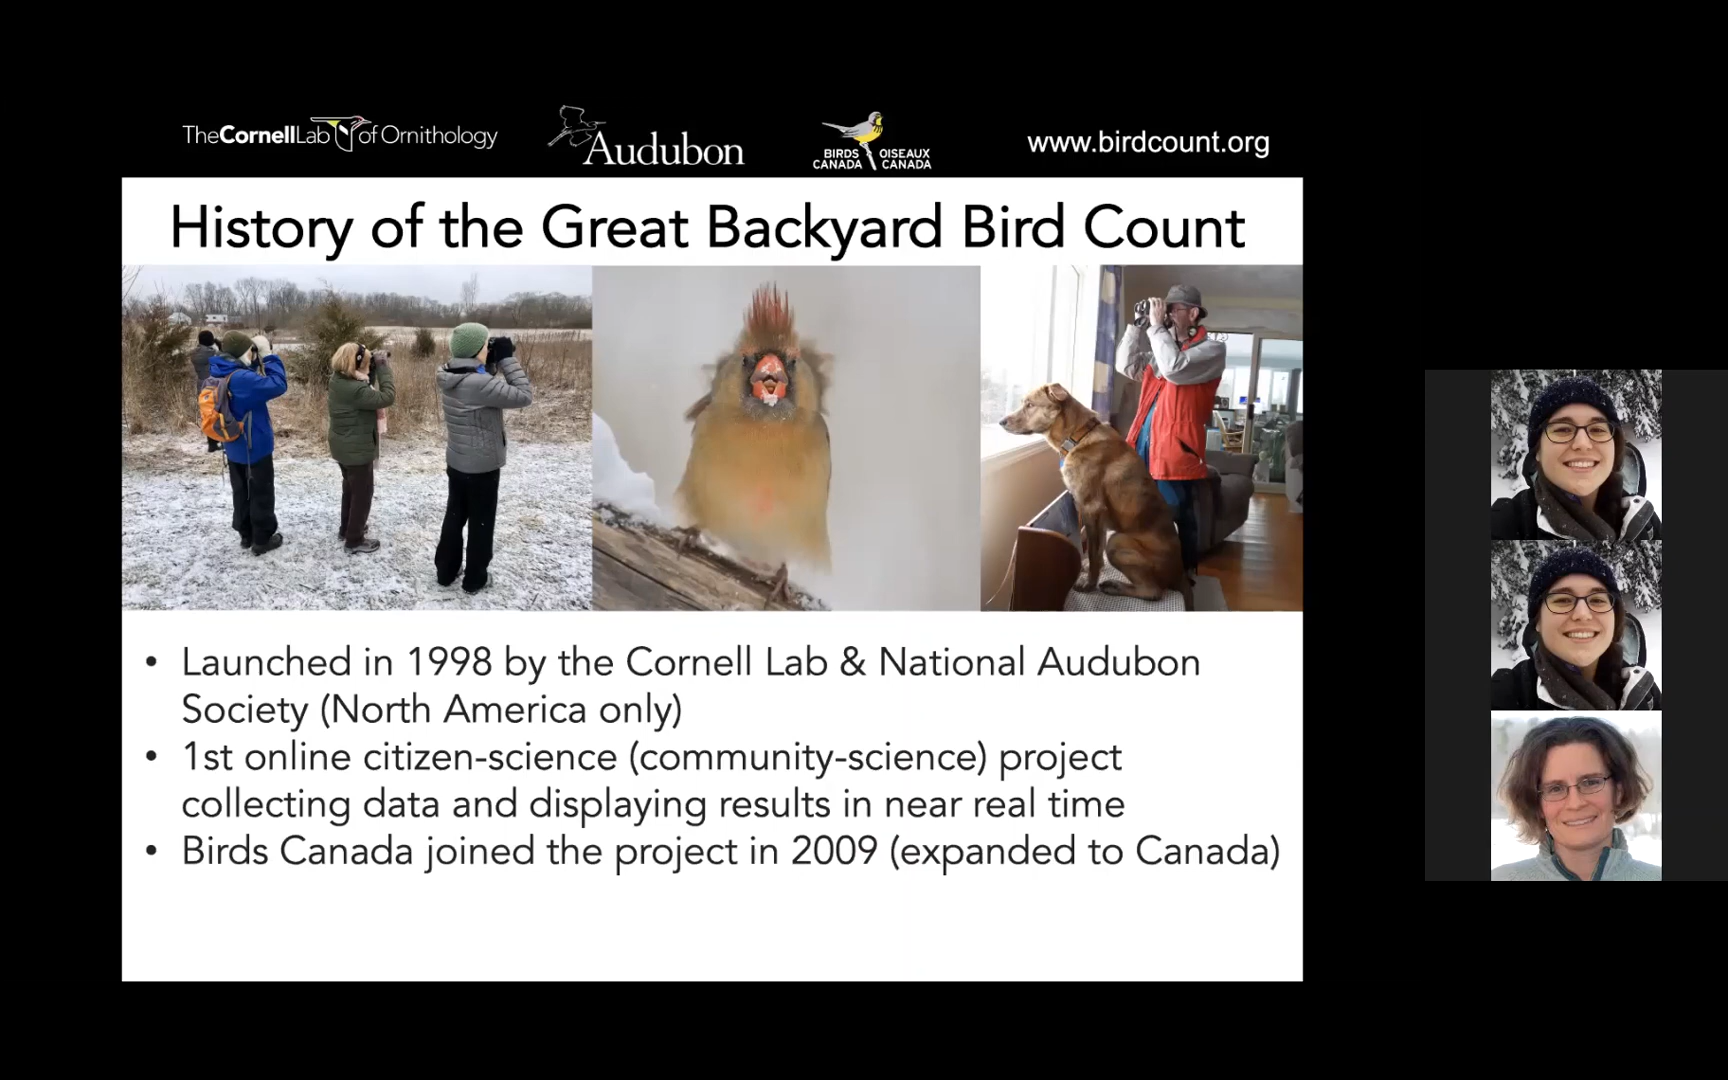 TheCornellLab of Ornithology
Audubon
BIRDS OISEAUX
CANADA CANADA
www.birdcount.org
History of the Great Backyard Bird Count
• Launched in 1998 by the Cornell Lab & National Audubon
Society (North America only)
• 1st online citizen-science (community-science) project
collecting data and displaying results in near real time
• Birds Canada joined the project in 2009 (expanded to Canada)